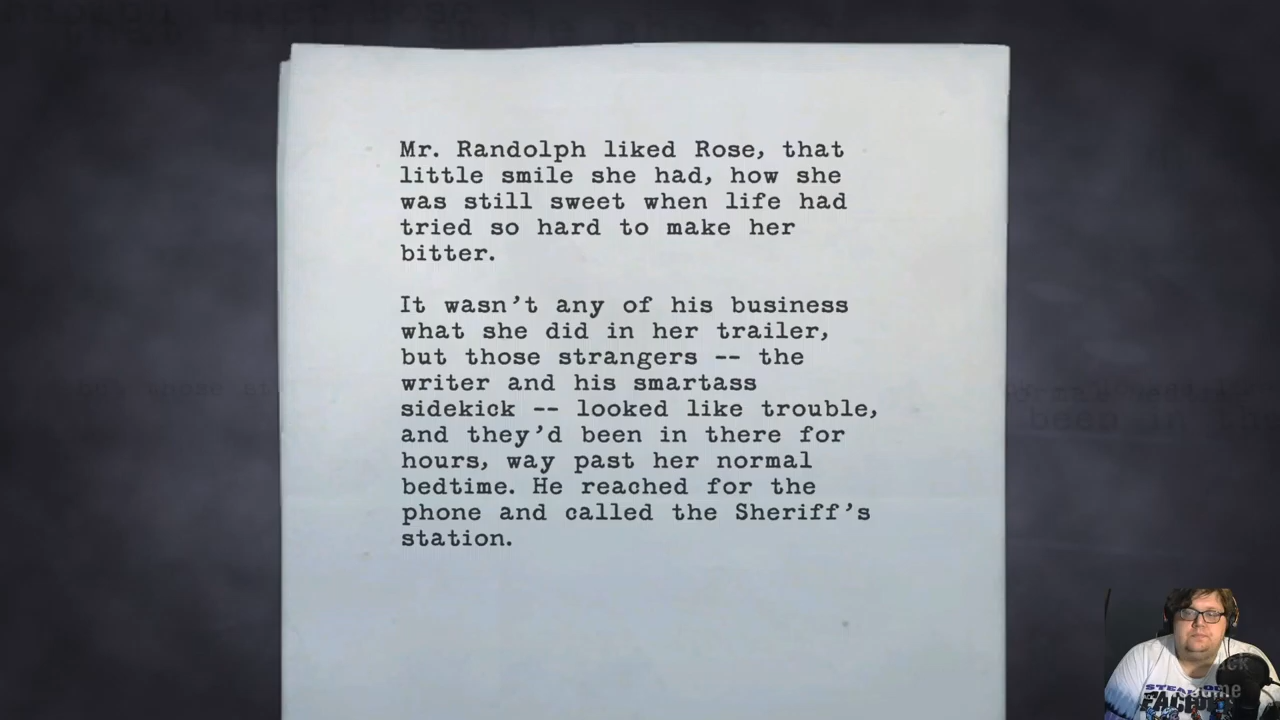 Mr. Randolph liked Rose, that
little smile she had, how she
was still sweet when life had
tried so hard to make her
bitter.
It wasn't any of his business
what she did in her trailer,
but those strangers -- the
writer and his smartass
sidekick -- looked like trouble,
and they'd been in there for
hours, way past her normal
bedtime. He reached for the
phone and called the Sheriff's
station.